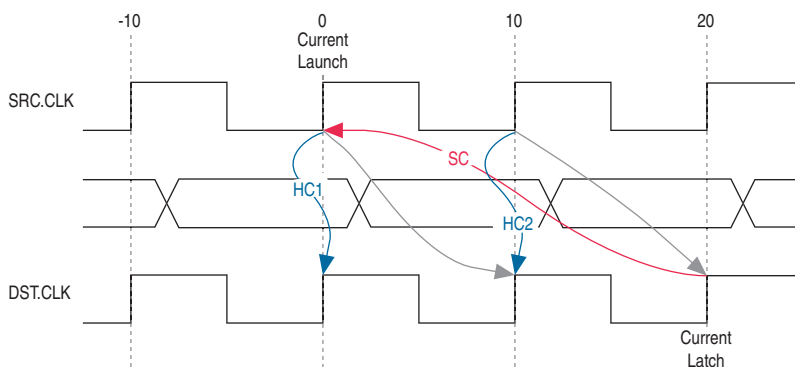 -10 0 10 20
Current
Launch
SRC.CLK
SC
HC1
HC2
DST.CLK
Current
Latch